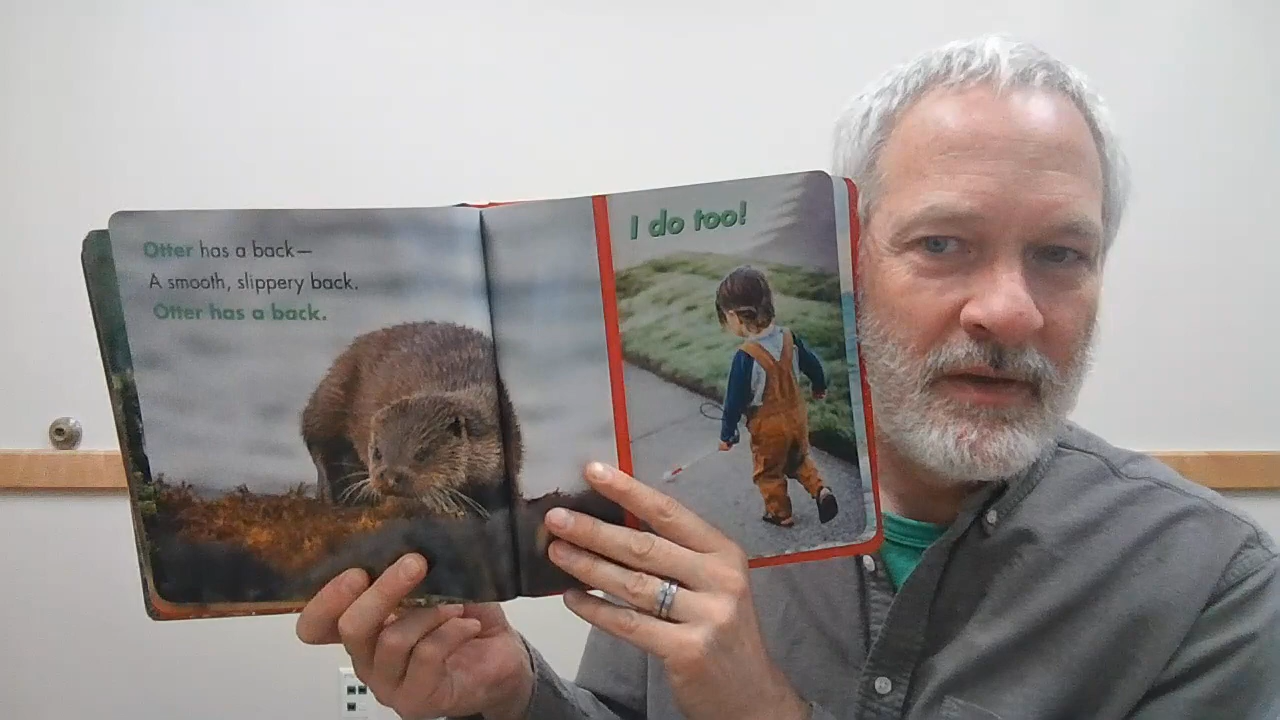 Otter has a back—
A smooth, slippery back.
Otter has a back.
I do too!